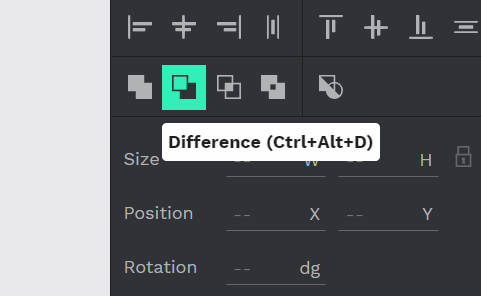 Difference (Ctrl+Alt+D)
Size -- W -- H
Position -- X -- Y
Rotation -- dg